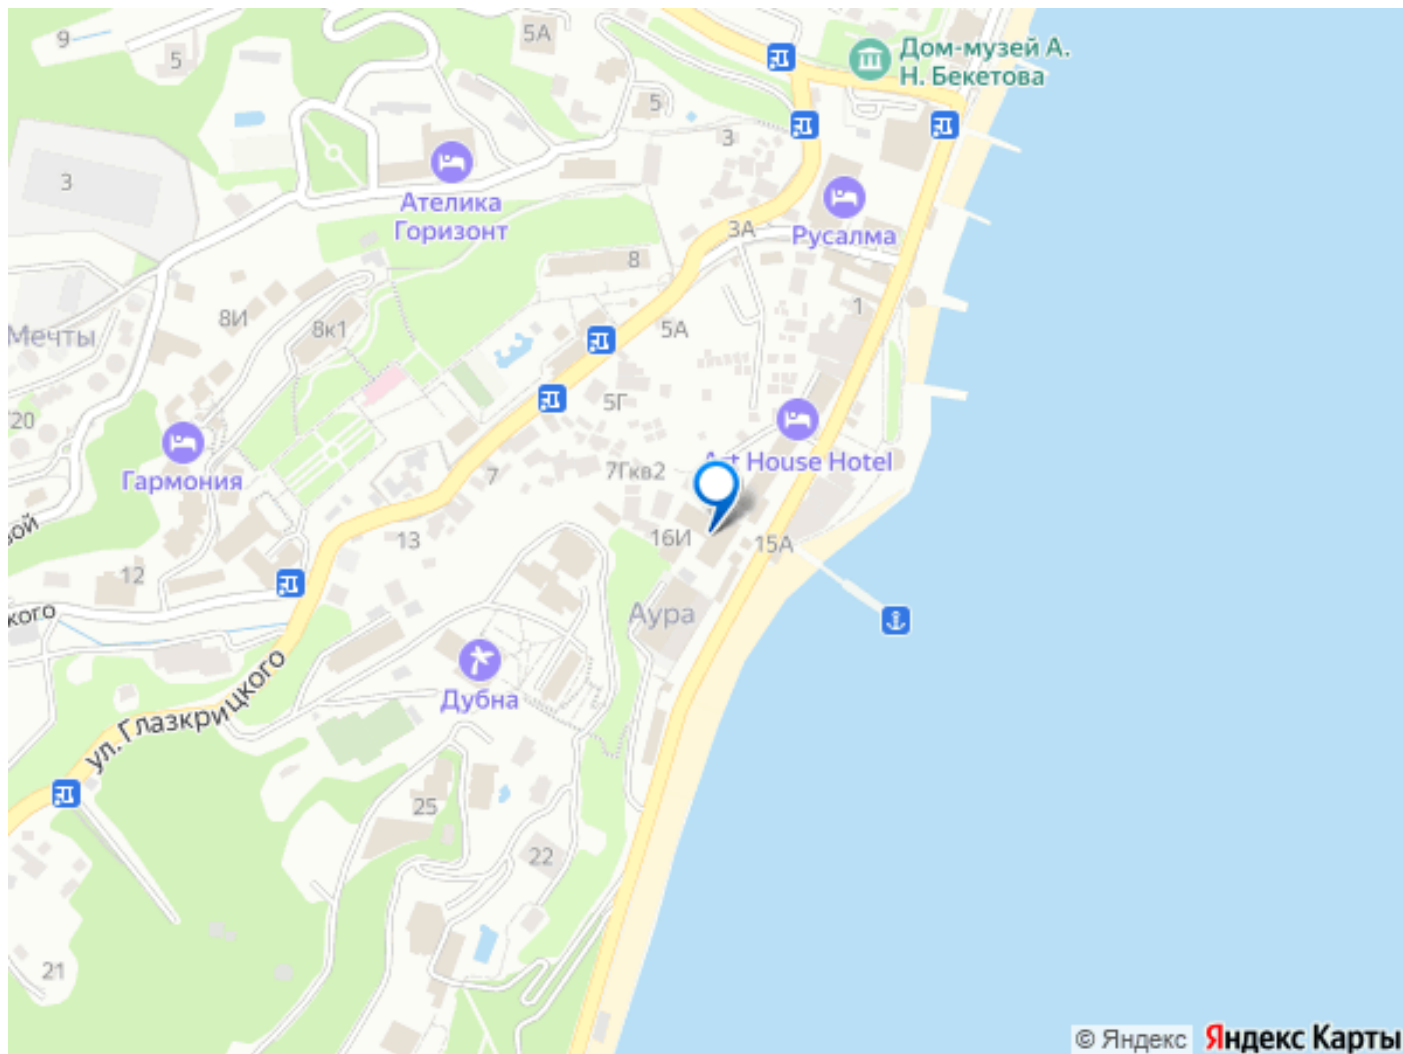 9
5
5А
Дом-музей А.
Н. Бекетова
5
3
3
Ателика
Горизонт
3А
Русалма
8
8И
8к1
5А
1
Мечты
20
5Г
Гармония
7
7Гкв2
Art House Hotel
вой
13
16И
15А
12
кого
Аура
Дубна
ул. Глазкрицкого
25
22
21
© Яндекс
Яндекс Карты